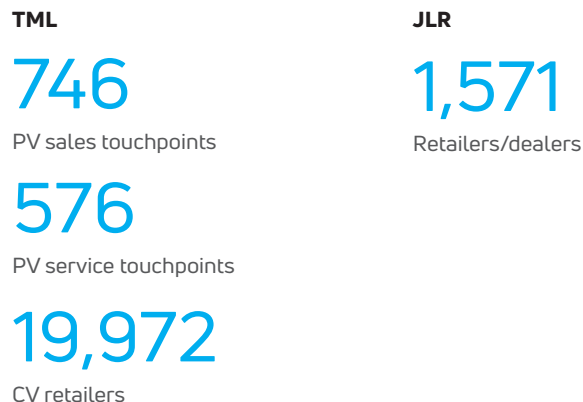 TML
746
PV sales touchpoints
576
PV service touchpoints
19,972
CV retailers
JLR
1,571
Retailers/dealers